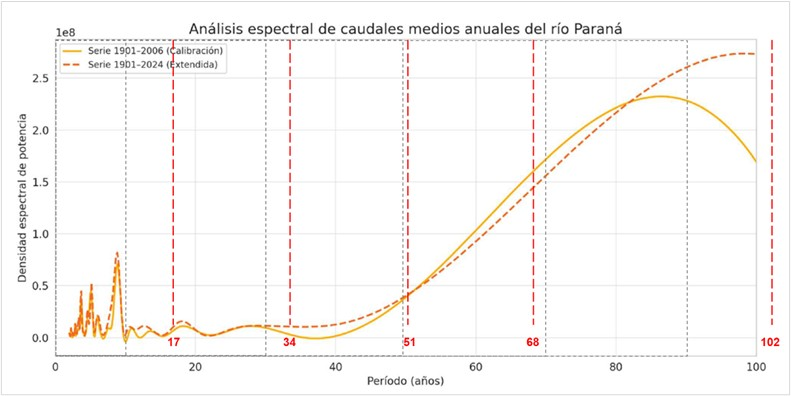 Análisis espectral de caudales medios anuales del río Paraná
1e8
Serie 1901–2006 (Calibración)
Serie 1901–2024 (Extendida)
Densidad espectral de potencia
2.5
2.0
1.5
1.0
0.5
0.0
17
34
51
68
102
0
20
40
60
80
100
Período (años)